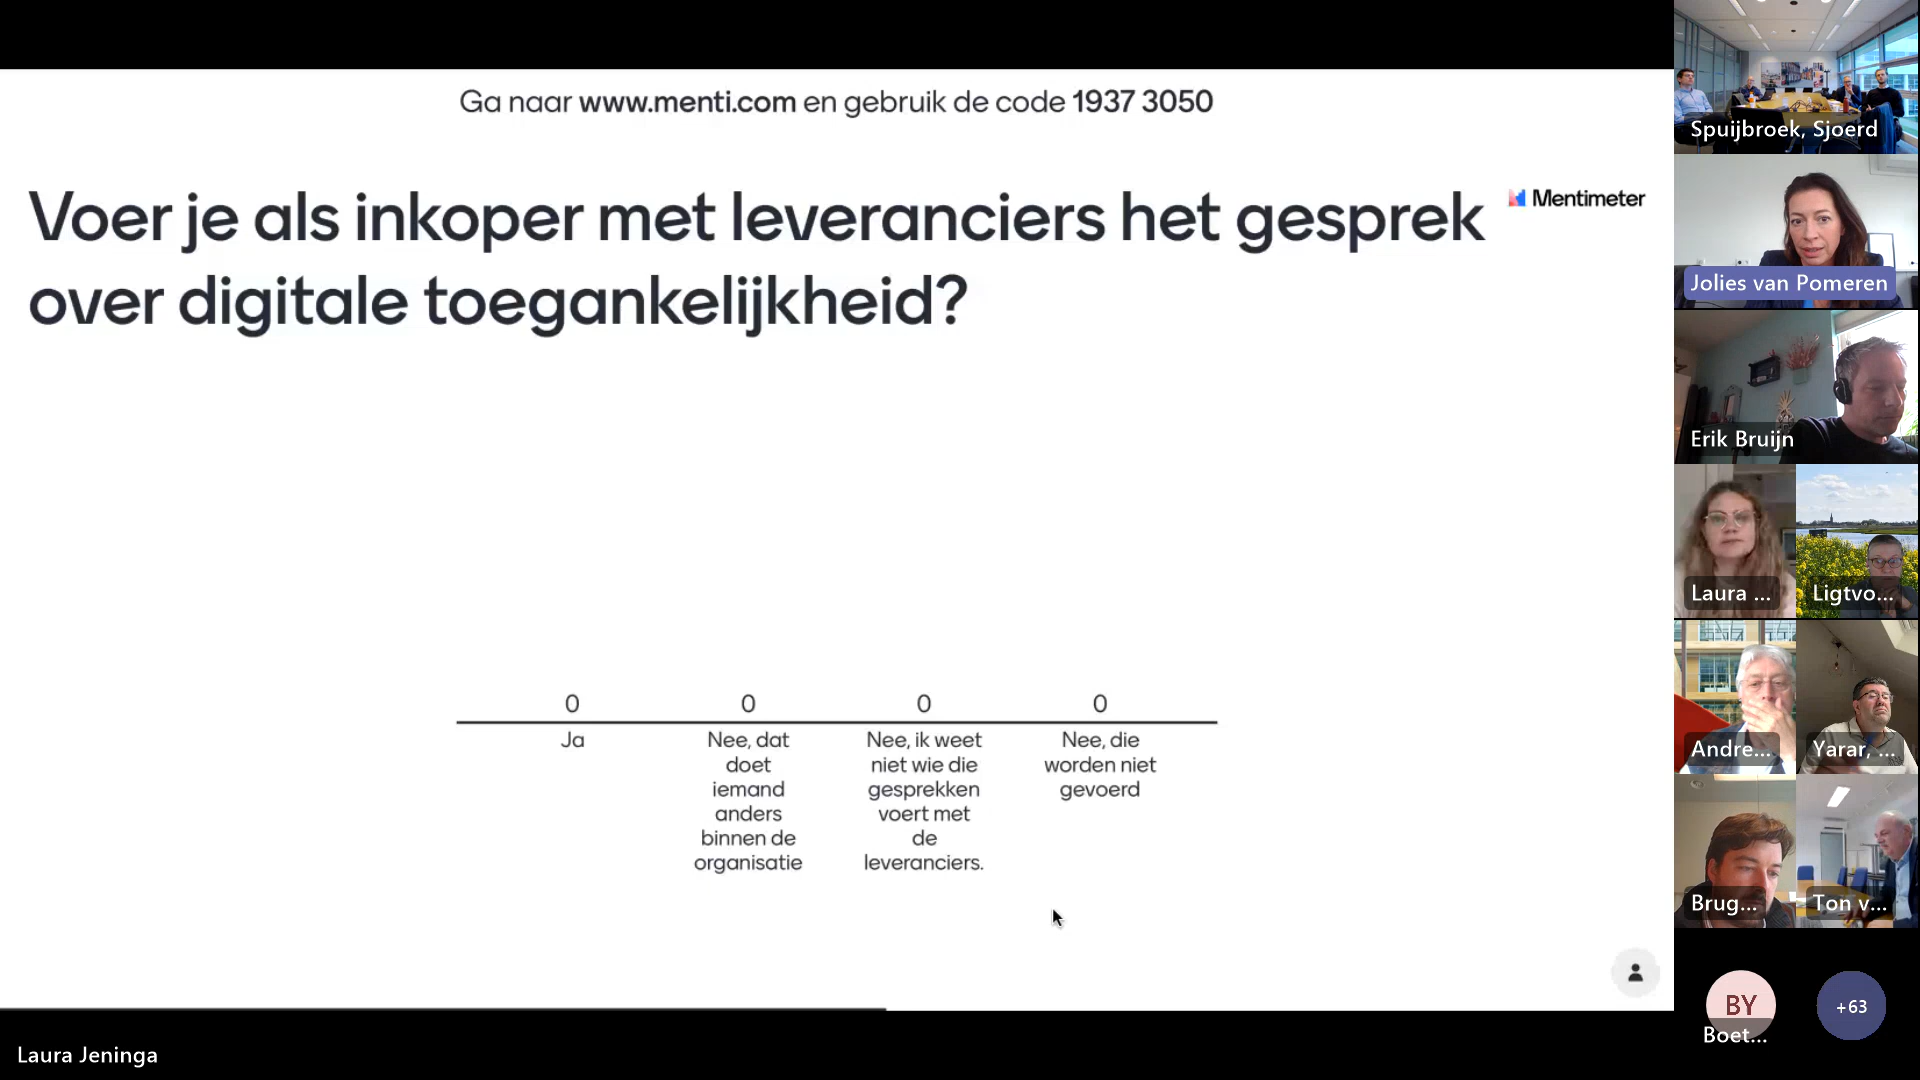 Ga naar www.menti.com en gebruik de code 1937 3050
Voer je als inkoper met leveranciers het gesprek
over digitale toegankelijkheid?
Mentimeter
0
0
0
0
Ja
Nee, dat
doet
iemand
anders
binnen de
organisatie
Nee, ik weet
niet wie die
gesprekken
voert met
de
leveranciers.
Nee, die
worden niet
gevoerd
Laura Jeninga
Spuijbroek, Sjoerd
Jolies van Pomeren
Erik Bruijn
Laura ...
Ligtvo...
Andre...
Yarar, ...
Brug...
Ton v...
BY
Boet...
+63